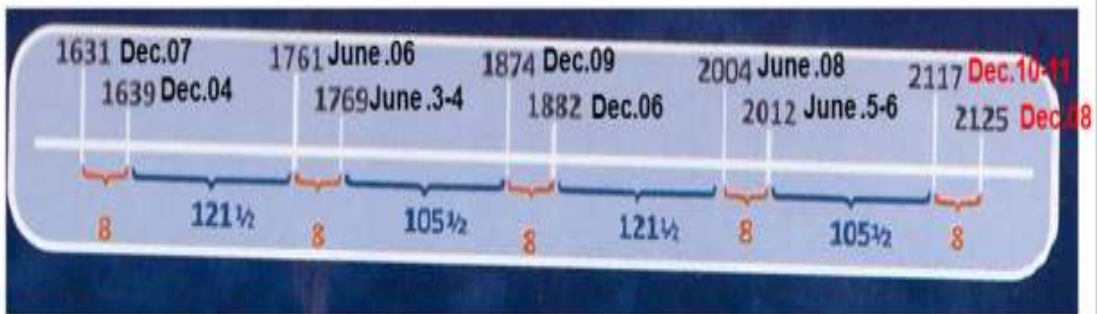 1631 Dec.07 1761 June.06 1874 Dec.09 2004 June.08 2117 Dec.10-11
1639 Dec.04 1769 June.3-4 1882 Dec.06 2012 June.5-6 2125 Dec.08
8 121½ 8 105½ 8 121½ 8 105½ 8